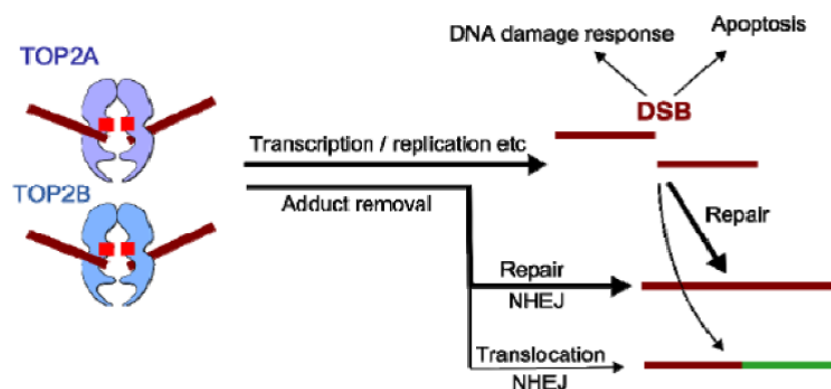 TOP2A
TOP2B
DNA damage response
Apoptosis
DSB
Transcription / replication etc
Adduct removal
Repair
Repair
NHEJ
Translocation
NHEJ